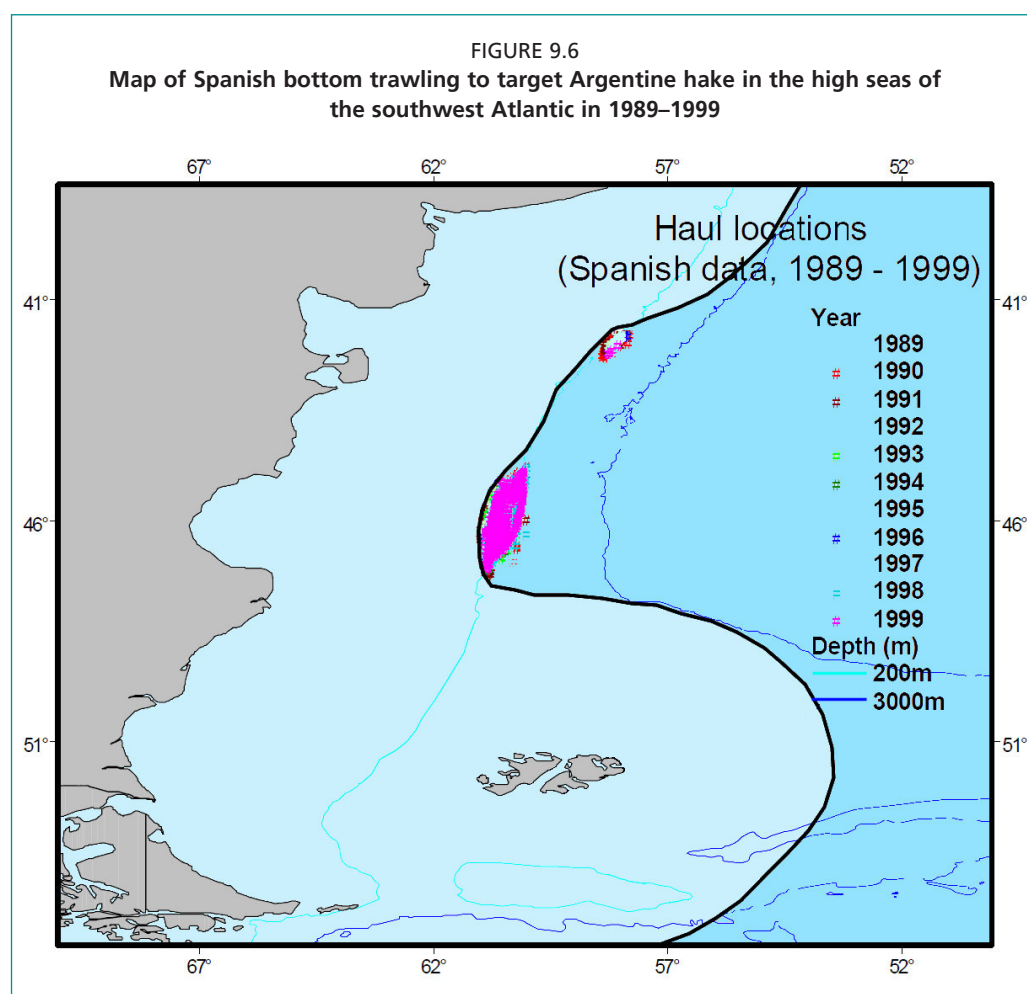 FIGURE 9.6
Map of Spanish bottom trawling to target Argentine hake in the high seas of
the southwest Atlantic in 1989–1999
67° 62° 57° 52°
Haul locations
(Spanish data, 1989 - 1999)
41° 41°
Year
1989
# 1990
# 1991
1992
= 1993
= 1994
1995
46° 46°
# 1996
1997
= 1998
# 1999
Depth (m)
200m
3000m
51° 51°
67° 62° 57° 52°